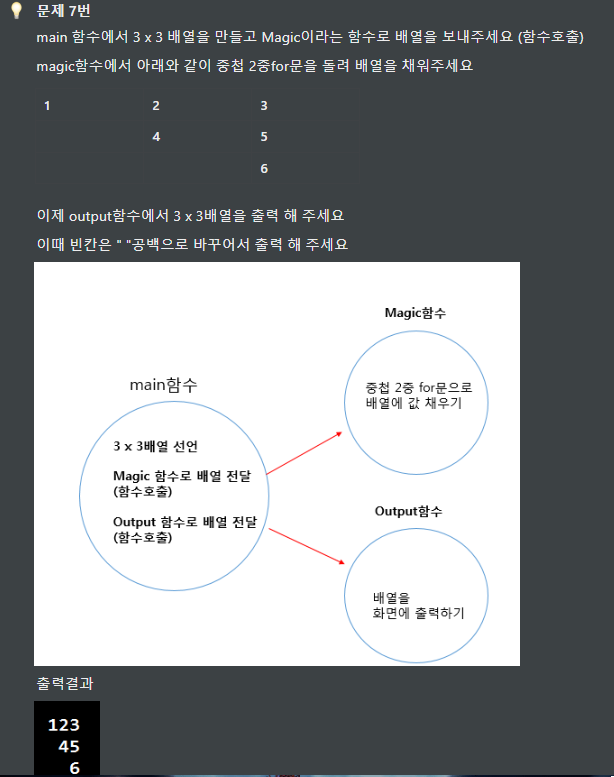 문제 7번
main 함수에서 3 x 3 배열을 만들고 Magic이라는 함수로 배열을 보내주세요 (함수호출)
magic함수에서 아래와 같이 중첩 2중for문을 돌려 배열을 채워주세요
1 2 3
4 5
6
이제 output함수에서 3 x 3배열을 출력 해 주세요
이때 빈칸은 " "공백으로 바꾸어서 출력 해 주세요
Magic함수
중첩 2중 for문으로
배열에 값 채우기
main함수
3 x 3배열 선언
Magic 함수로 배열 전달
(함수호출)
Output 함수로 배열 전달
(함수호출)
Output함수
배열을
화면에 출력하기
출력결과
123
45
6